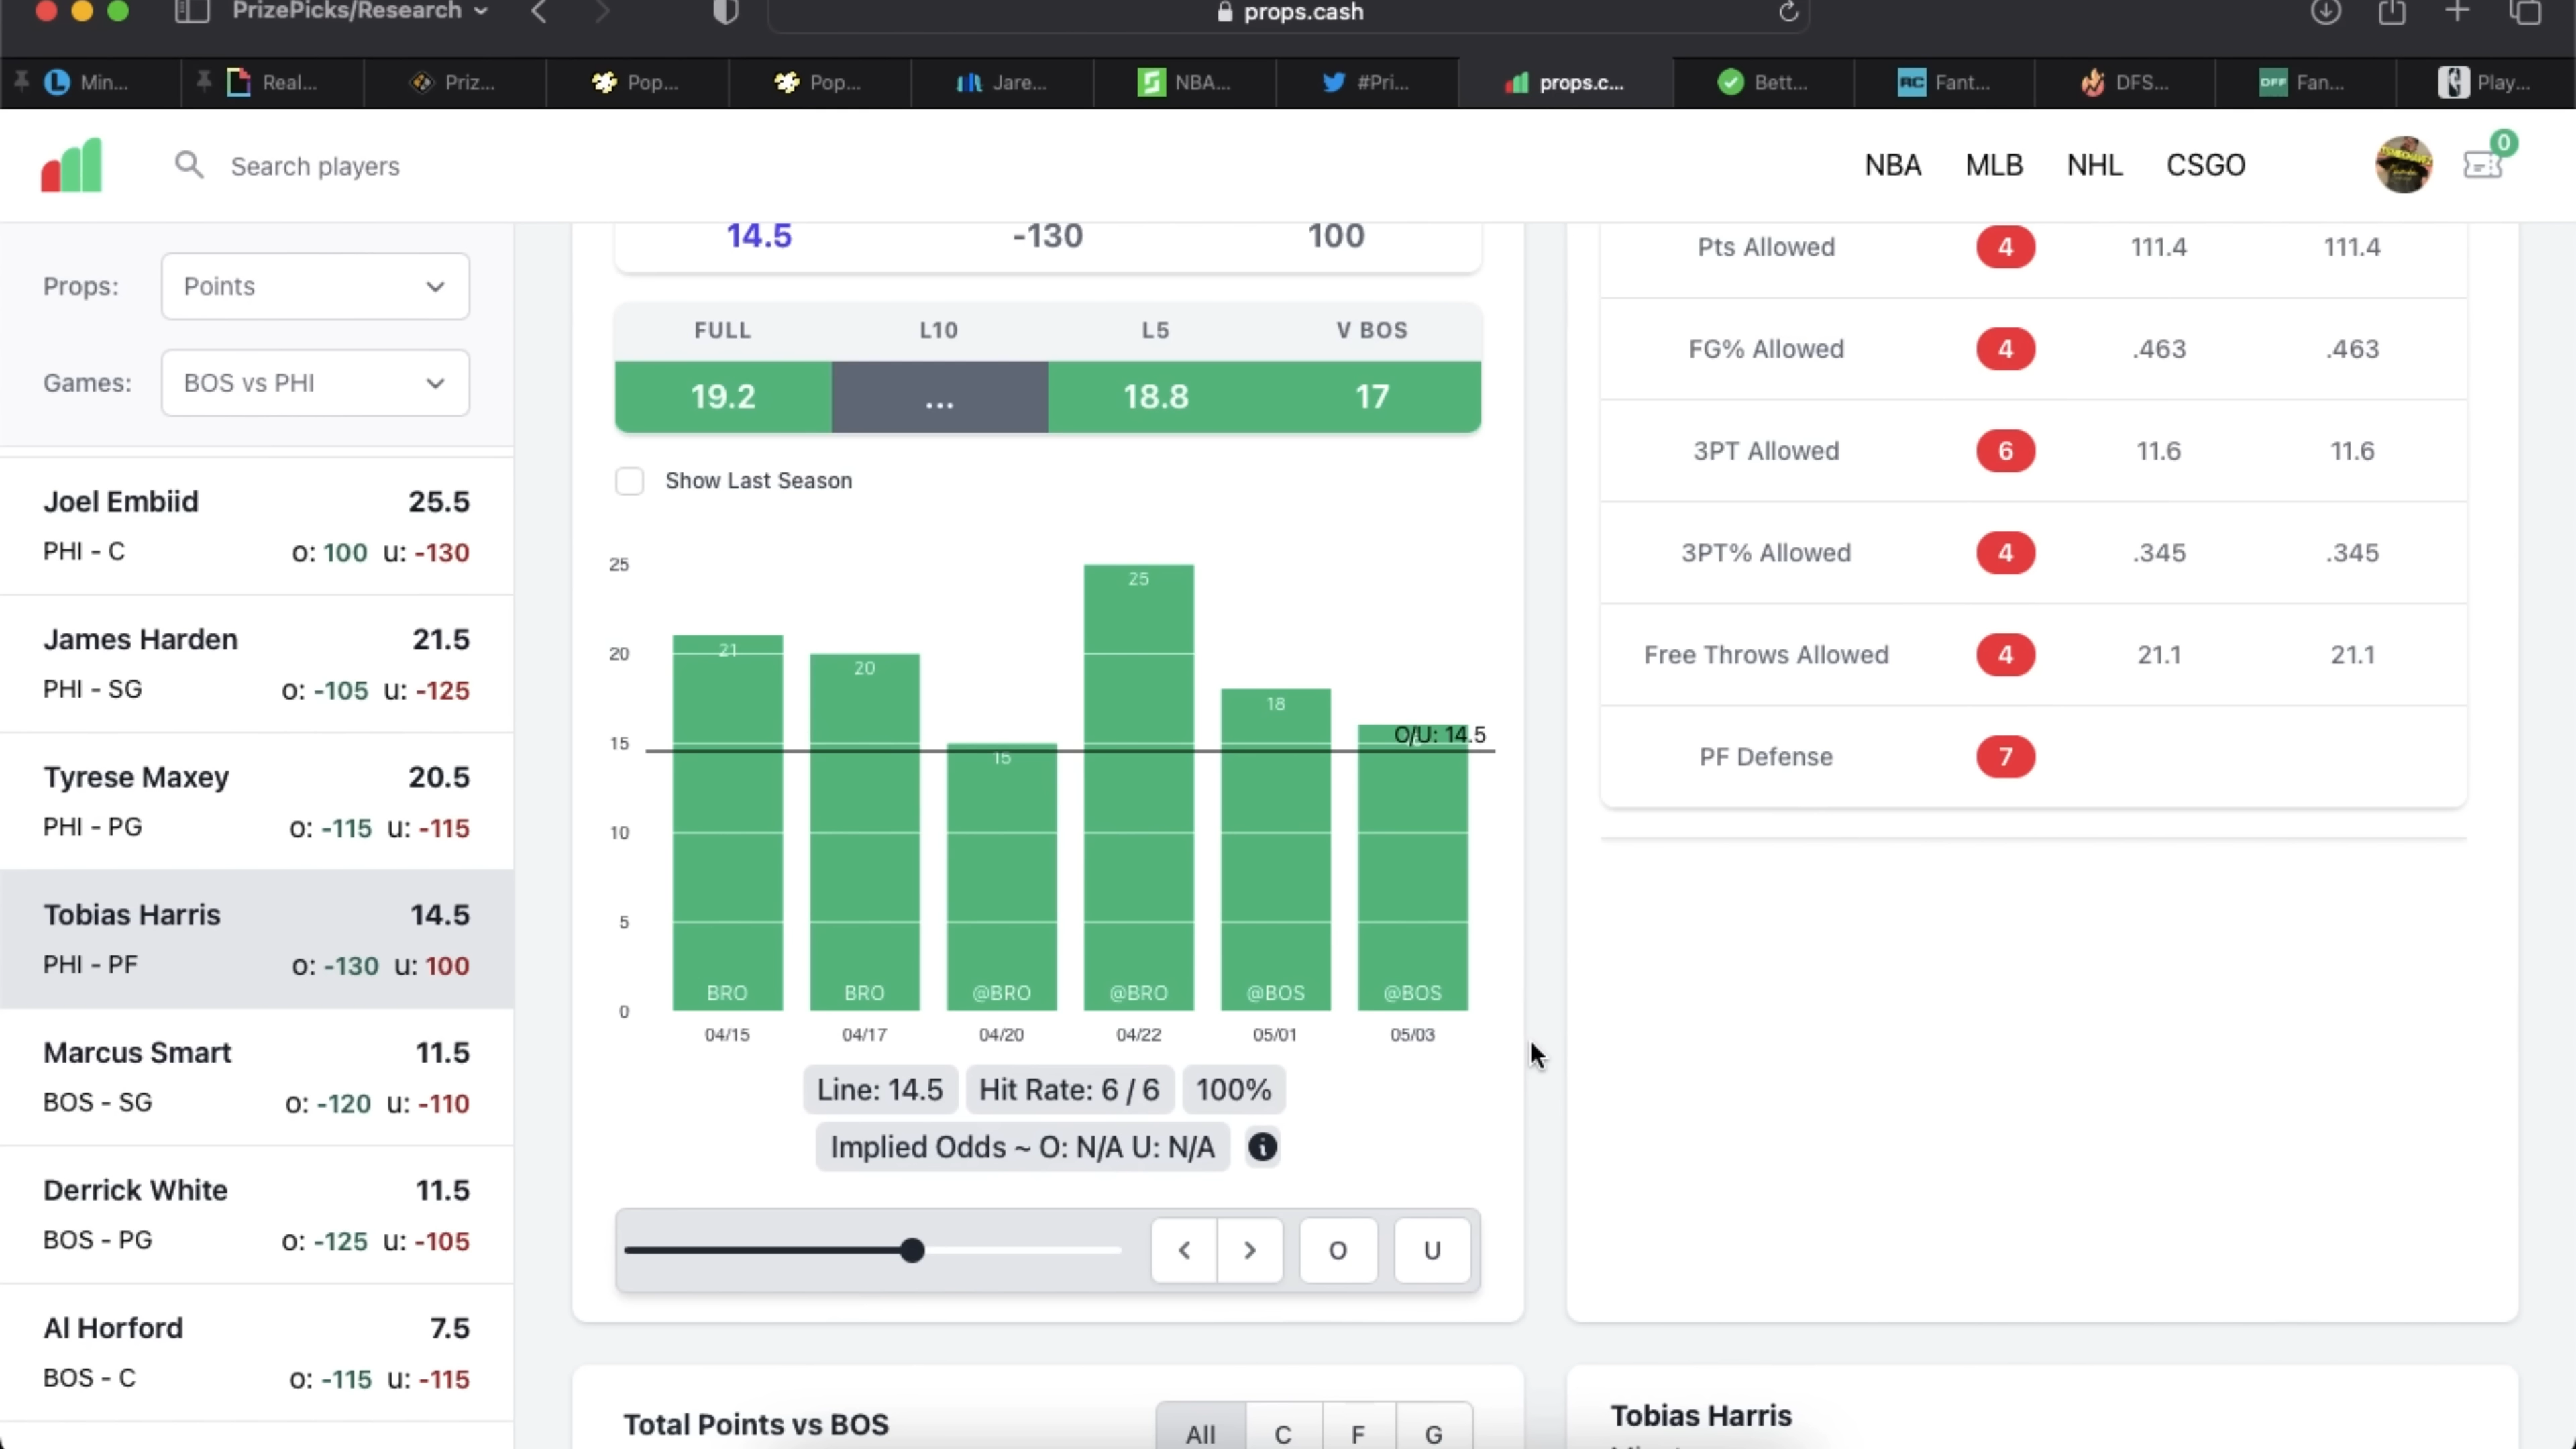 PrizePicks/Research
props.cash
Min...
Real...
Priz...
Pop...
Pop...
Jare...
NBA...
#Pri...
props.c...
Bett...
RC Fant...
DFS...
DFF Fan...
Play...
Search players
NBA MLB NHL CSGO
0
Props: Points
Games: BOS vs PHI
Joel Embiid 25.5
PHI - C o: 100 u: -130
James Harden 21.5
PHI - SG o: -105 u: -125
Tyrese Maxey 20.5
PHI - PG o: -115 u: -115
Tobias Harris 14.5
PHI - PF o: -130 u: 100
Marcus Smart 11.5
BOS - SG o: -120 u: -110
Derrick White 11.5
BOS - PG o: -125 u: -105
Al Horford 7.5
BOS - C o: -115 u: -115
14.5 -130 100
FULL L10 L5 V BOS
19.2 ... 18.8 17
Show Last Season
25
20
15
10
5
0
21
20
15
25
18
O/U: 14.5
BRO BRO @BRO @BRO @BOS @BOS
04/15 04/17 04/20 04/22 05/01 05/03
Line: 14.5 Hit Rate: 6 / 6 100%
Implied Odds ~ O: N/A U: N/A
O U
Total Points vs BOS
All C F G
Pts Allowed 4 111.4 111.4
FG% Allowed 4 .463 .463
3PT Allowed 6 11.6 11.6
3PT% Allowed 4 .345 .345
Free Throws Allowed 4 21.1 21.1
PF Defense 7
Tobias Harris